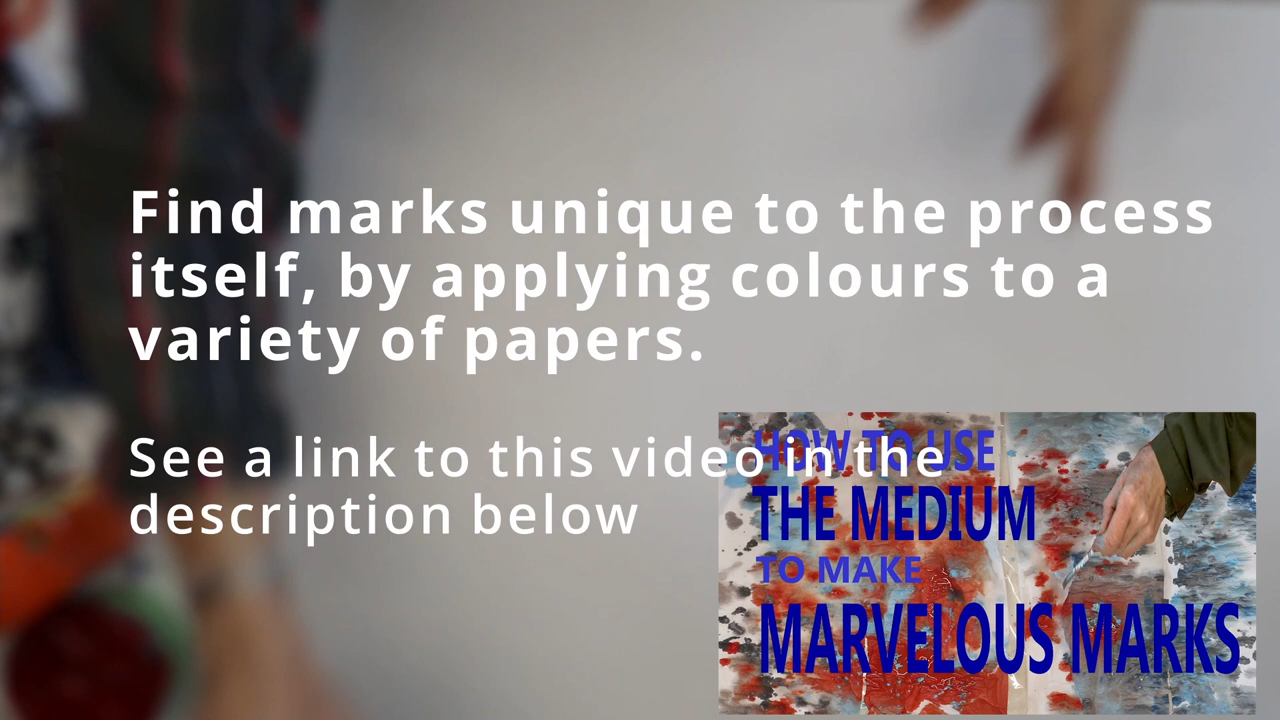 Find marks unique to the process
itself, by applying colours to a
variety of papers.
See a link to this video in the
description below
HOW TO USE
THE MEDIUM
TO MAKE
MARVELOUS MARKS